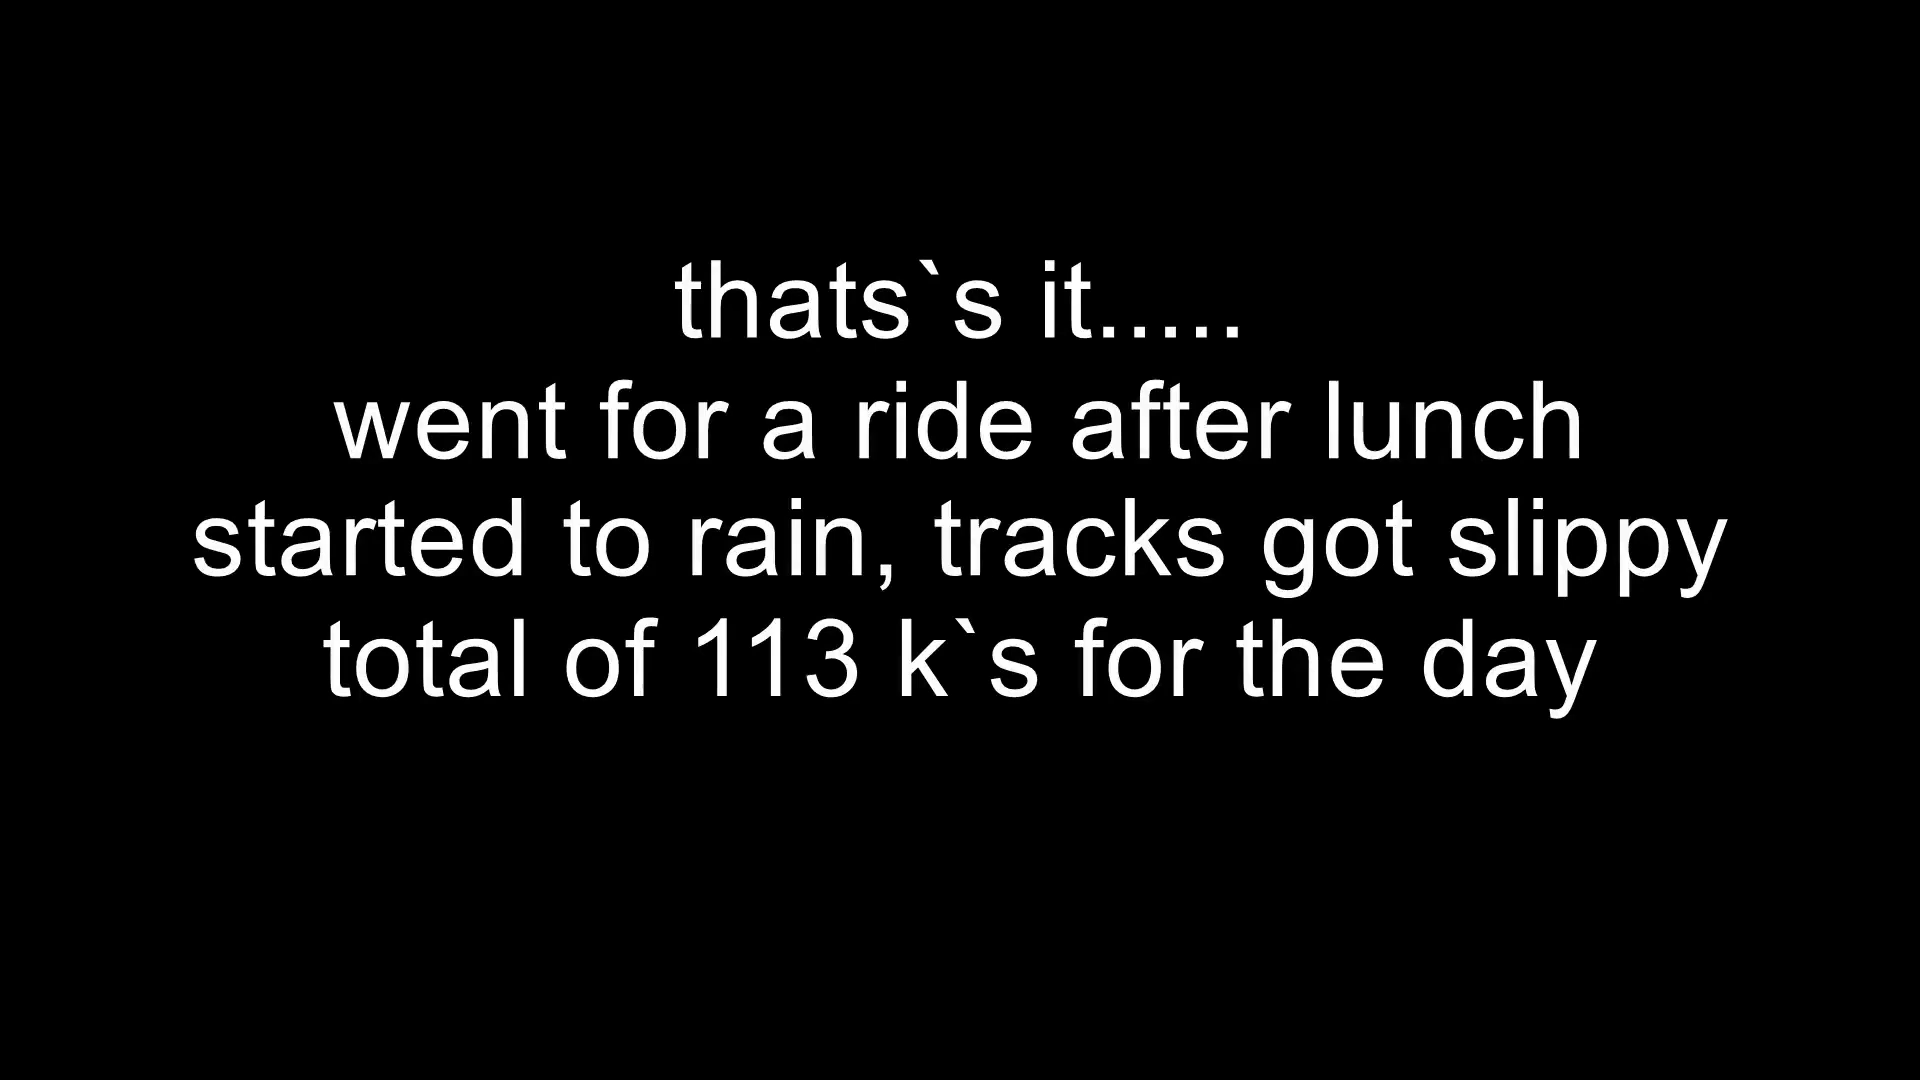 thats`s it.....
went for a ride after lunch
started to rain, tracks got slippy
total of 113 k`s for the day